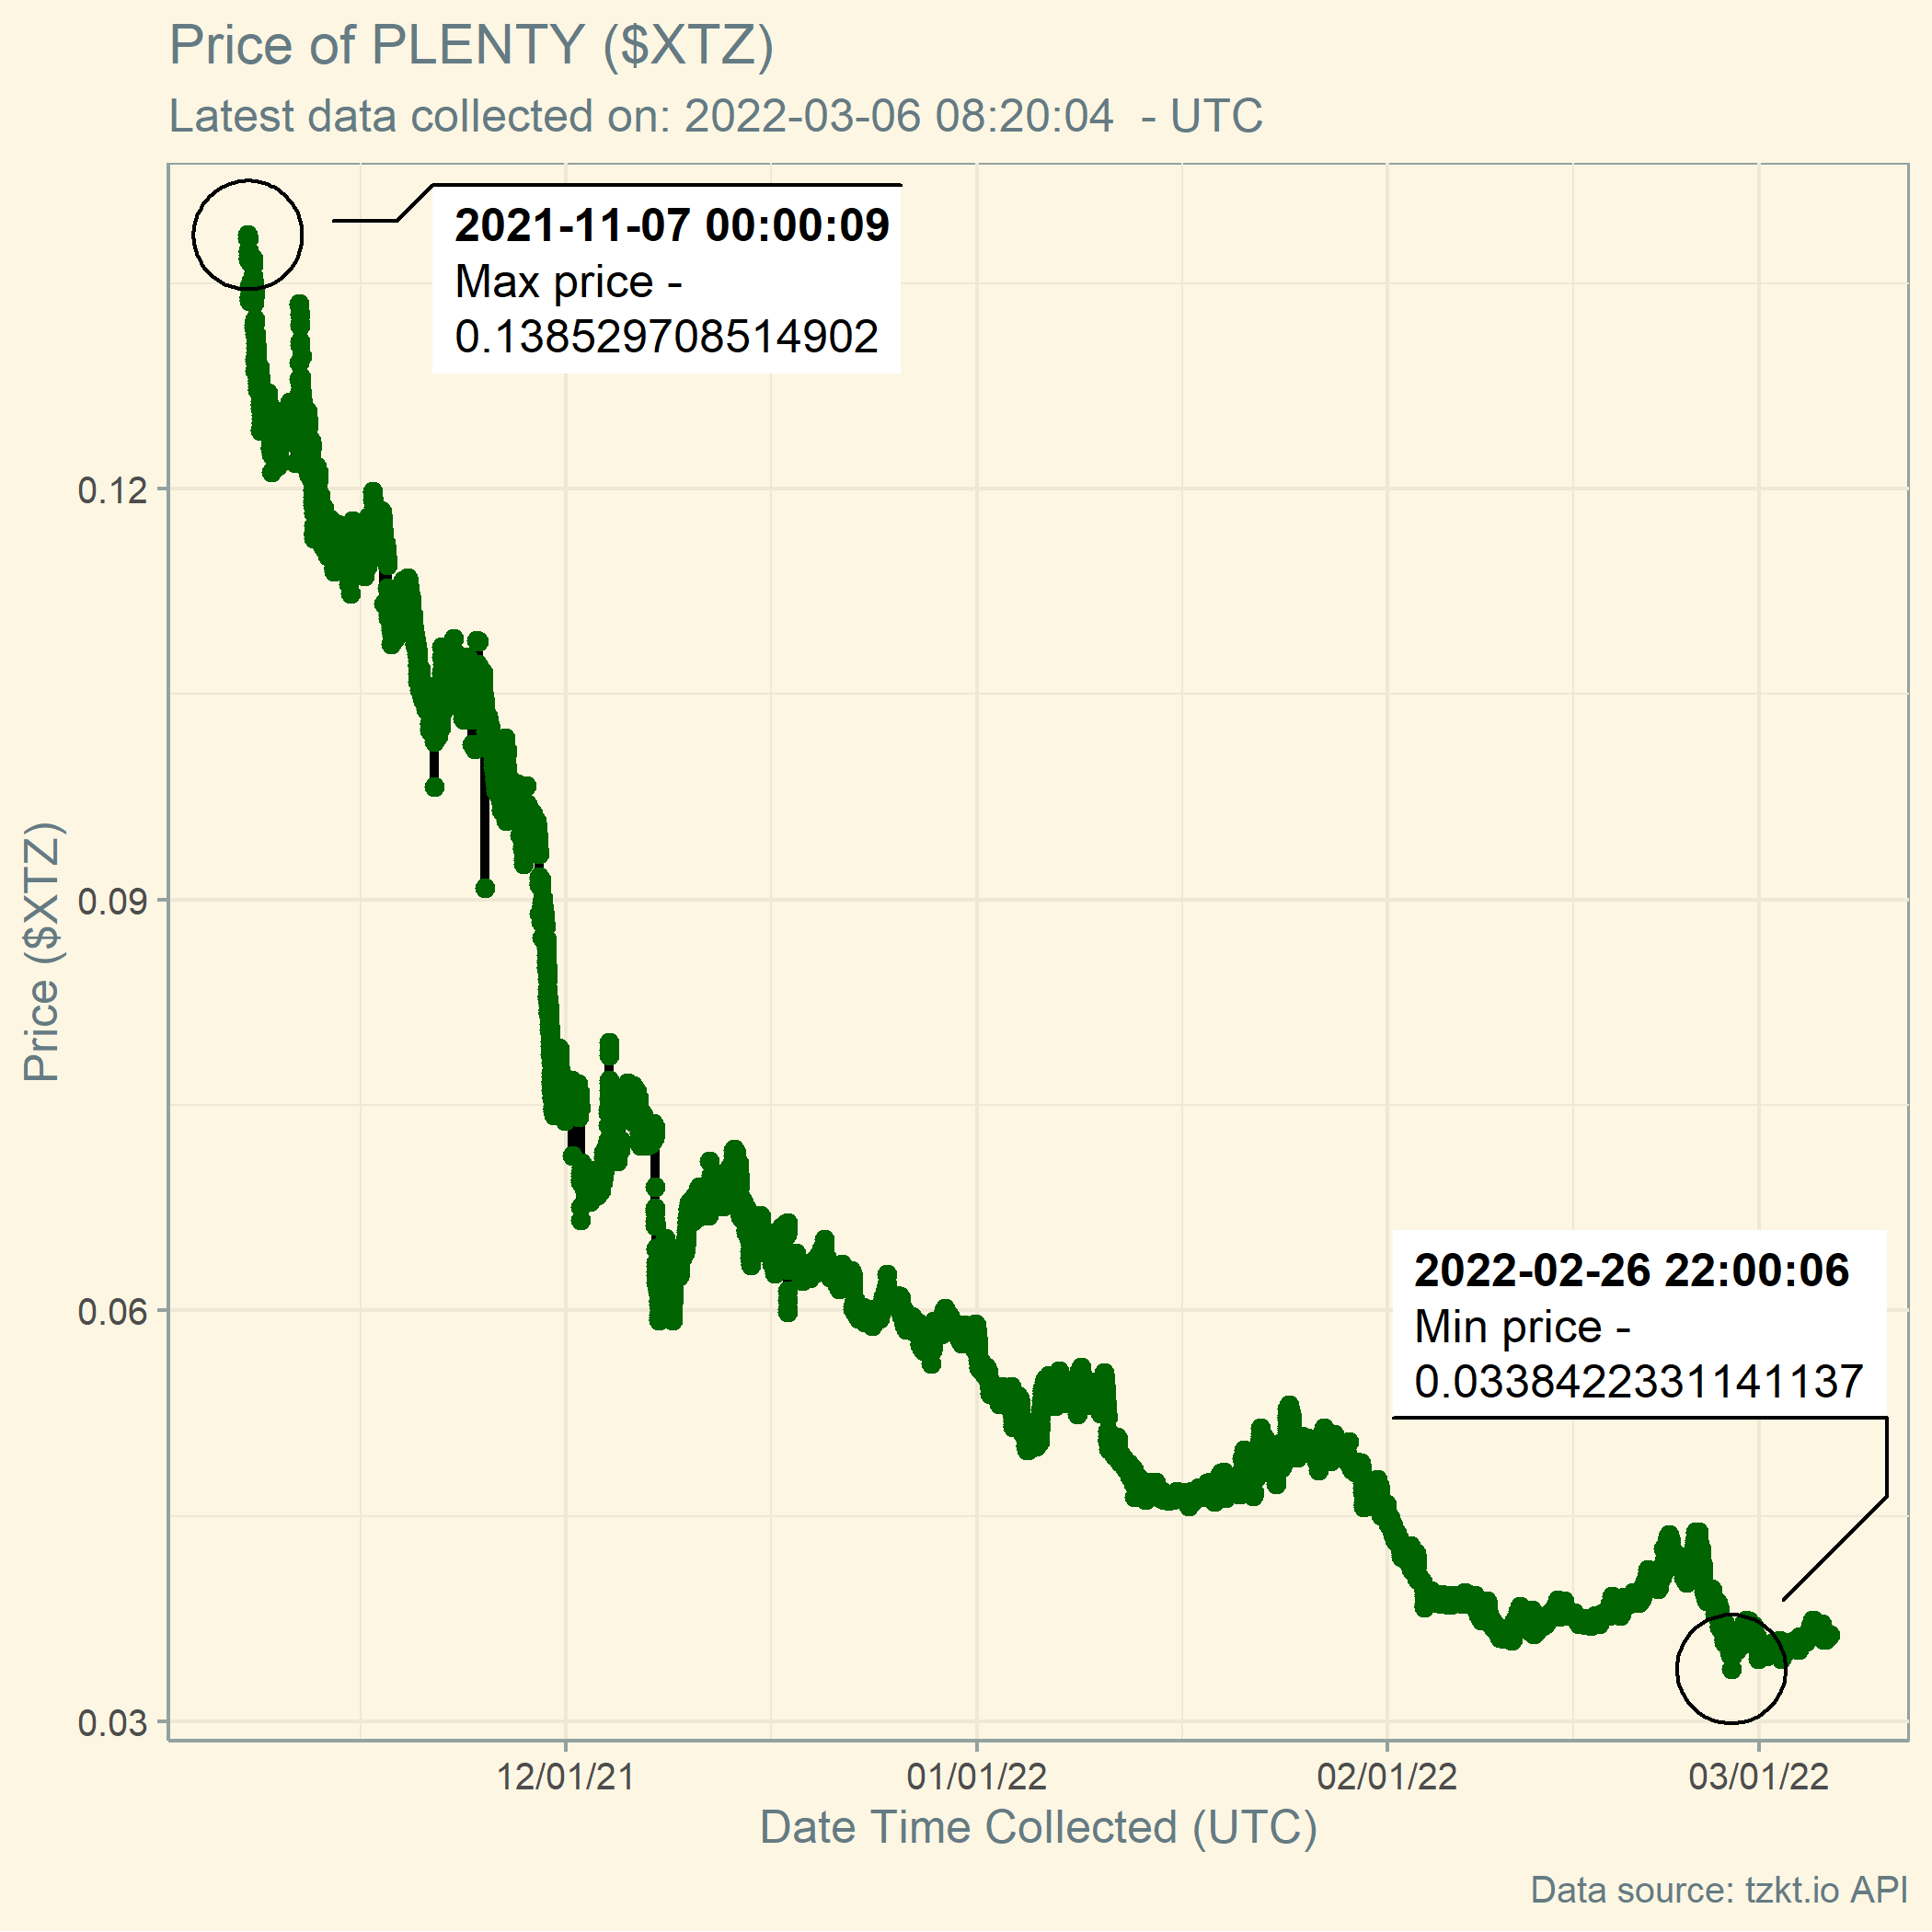 Price of PLENTY ($XTZ)
Latest data collected on: 2022-03-06 08:20:04  - UTC
2021-11-07 00:00:09
Max price -
0.138529708514902
0.12
0.09
0.06
0.03
Price ($XTZ)
2022-02-26 22:00:06
Min price -
0.0338422331141137
12/01/21
01/01/22
02/01/22
03/01/22
Date Time Collected (UTC)
Data source: tzkt.io API